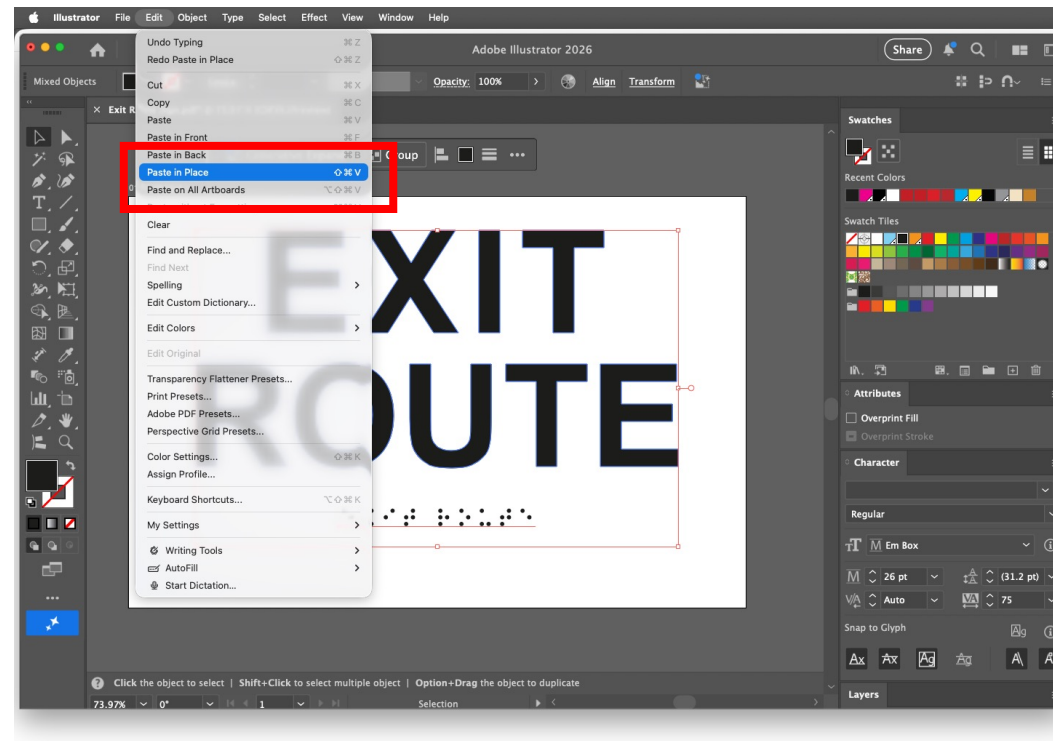 Illustrator File Edit Object Type Select Effect View Window Help
Adobe Illustrator 2026
Share
Mixed Objects
Opacity: 100%
Align Transform
× Exit R
Undo Typing ⌘ Z
Redo Paste in Place ⇧ ⌘ Z
Cut ⌘ X
Copy ⌘ C
Paste ⌘ V
Paste in Front ⌘ F
Paste in Back ⌘ B
Paste in Place ⇧ ⌘ V
Paste on All Artboards ⌥ ⇧ ⌘ V
Clear
Find and Replace...
Find Next
Spelling
Edit Custom Dictionary...
Edit Colors
Edit Original
Transparency Flattener Presets...
Print Presets...
Adobe PDF Presets...
Perspective Grid Presets...
Color Settings... ⇧ ⌘ K
Assign Profile...
Keyboard Shortcuts... ⌥ ⇧ ⌘ K
My Settings
Writing Tools
AutoFill
Start Dictation...
EXIT
ROUTE
Swatches
Recent Colors
Swatch Tiles
Attributes
Overprint Fill
Overprint Stroke
Character
Regular
Em Box
26 pt (31.2 pt)
Auto 75
Snap to Glyph
Layers
Click the object to select | Shift+Click to select multiple object | Option+Drag the object to duplicate
73.97% 0° 1 Selection